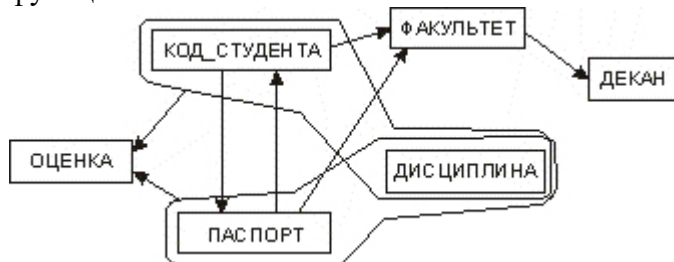 ФАКУЛЬТЕТ
КОД_СТУДЕНТА
ДЕКАН
ОЦЕНКА
ДИСЦИПЛИНА
ПАСПОРТ